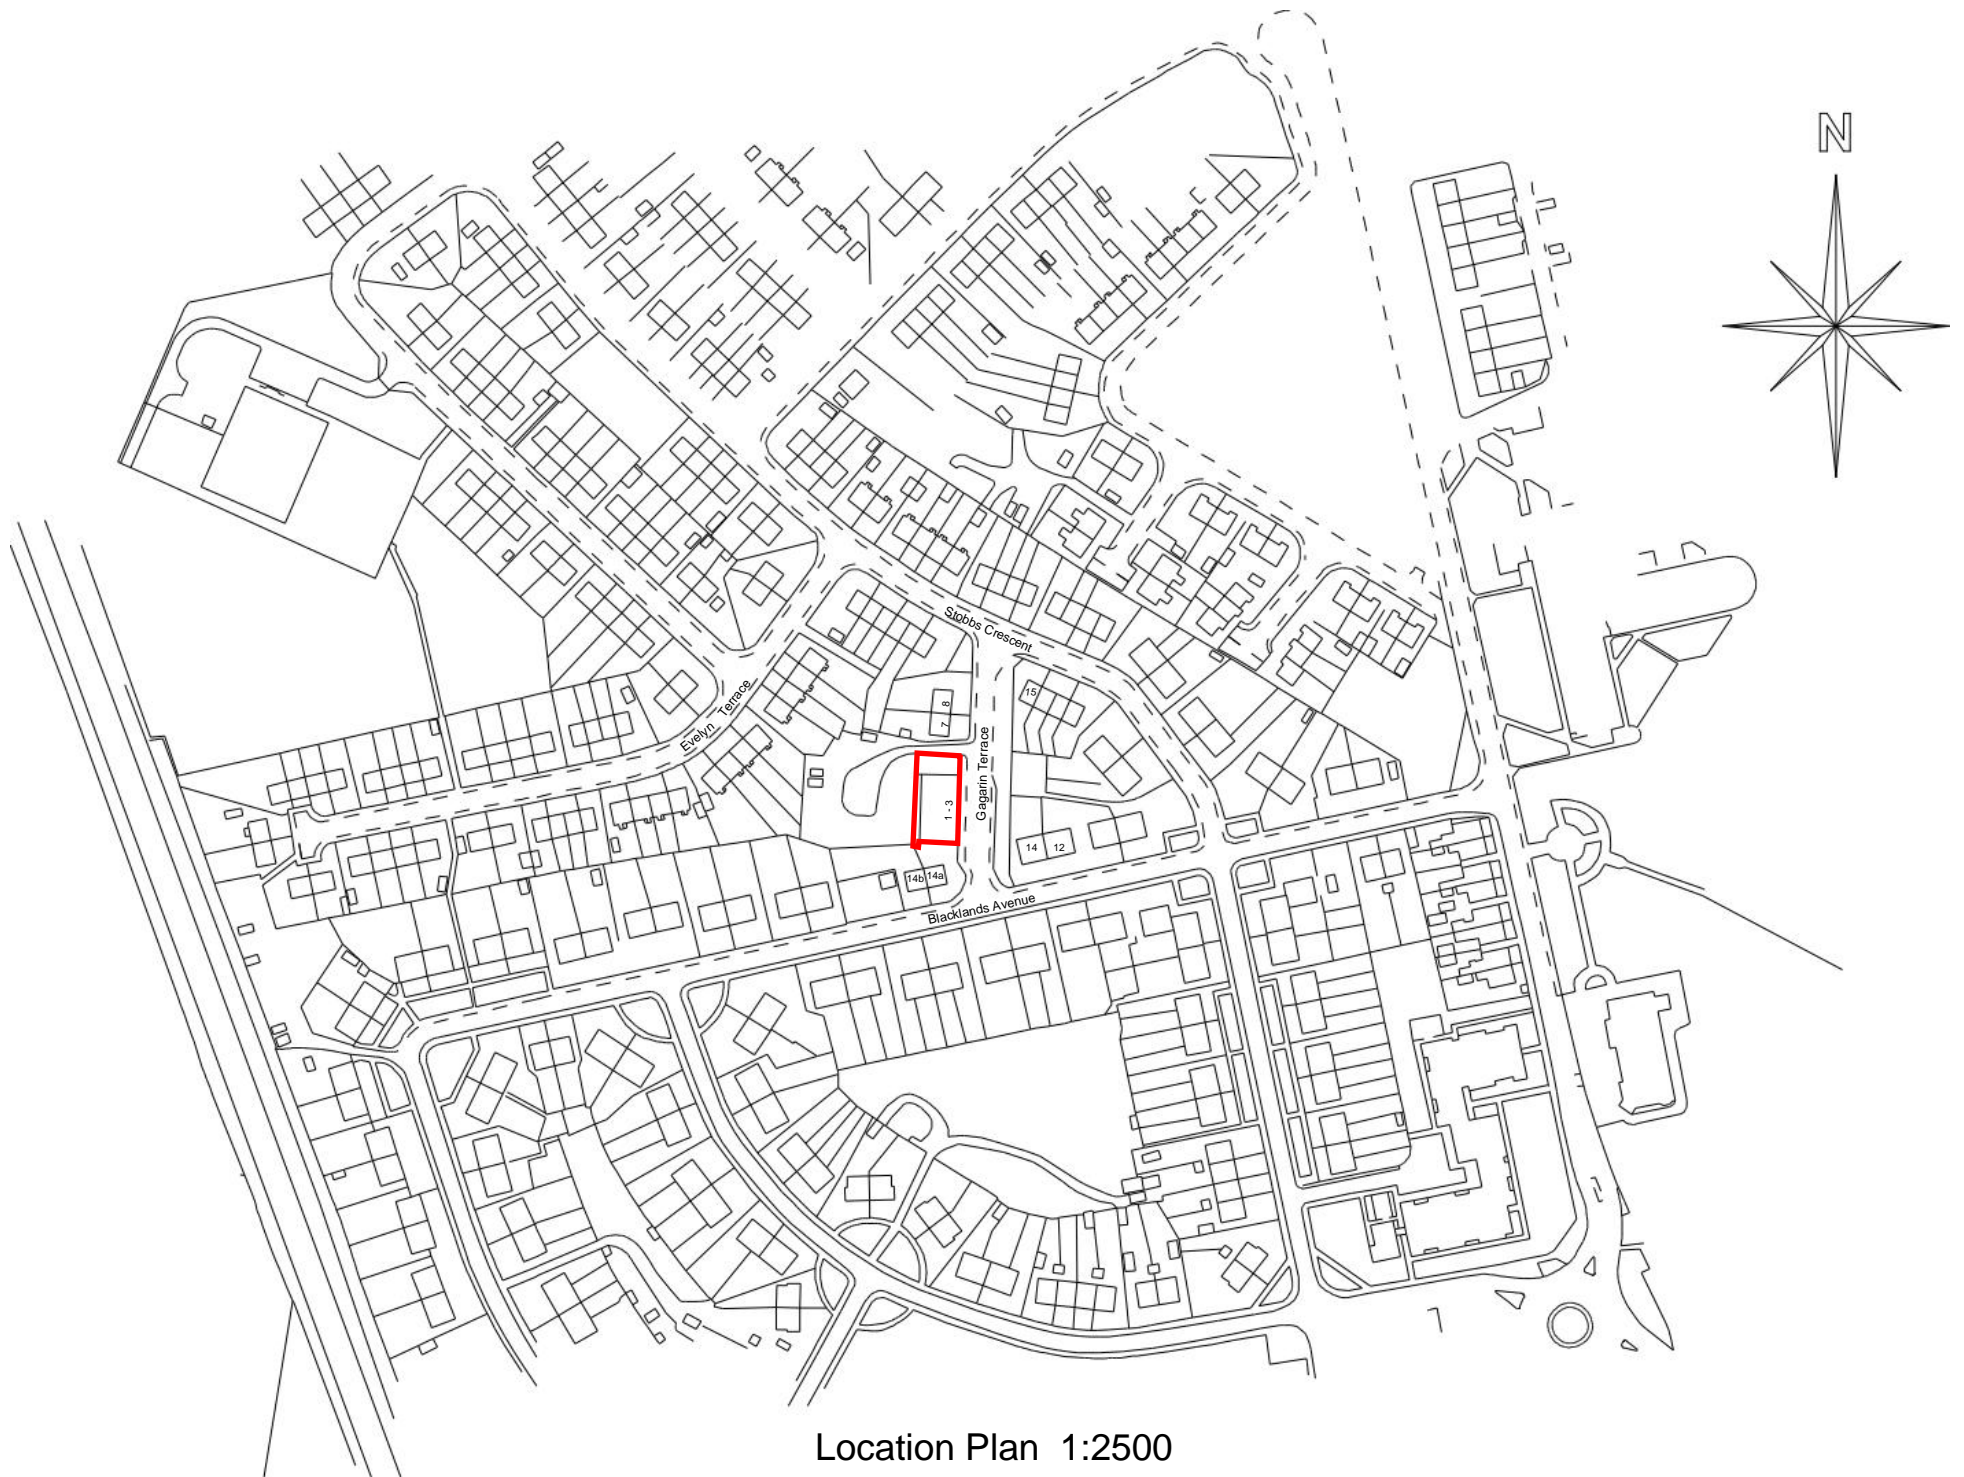 N
Stobbs Crescent
Evelyn Terrace
15
8
7
Gagarin Terrace
1 - 3
14
12
14b
14a
Blacklands Avenue
Location Plan 1:2500